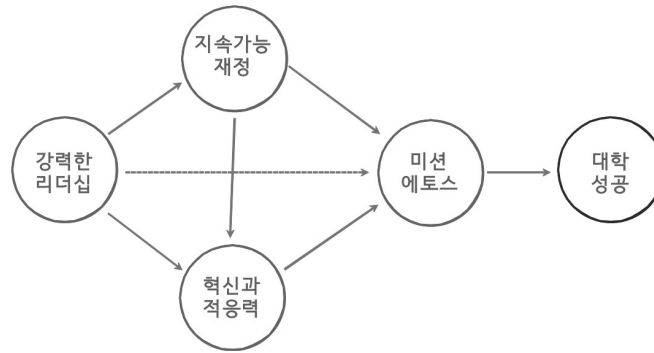 지속가능
재정
강력한
리더십
미션
에토스
대학
성공
혁신과
적응력